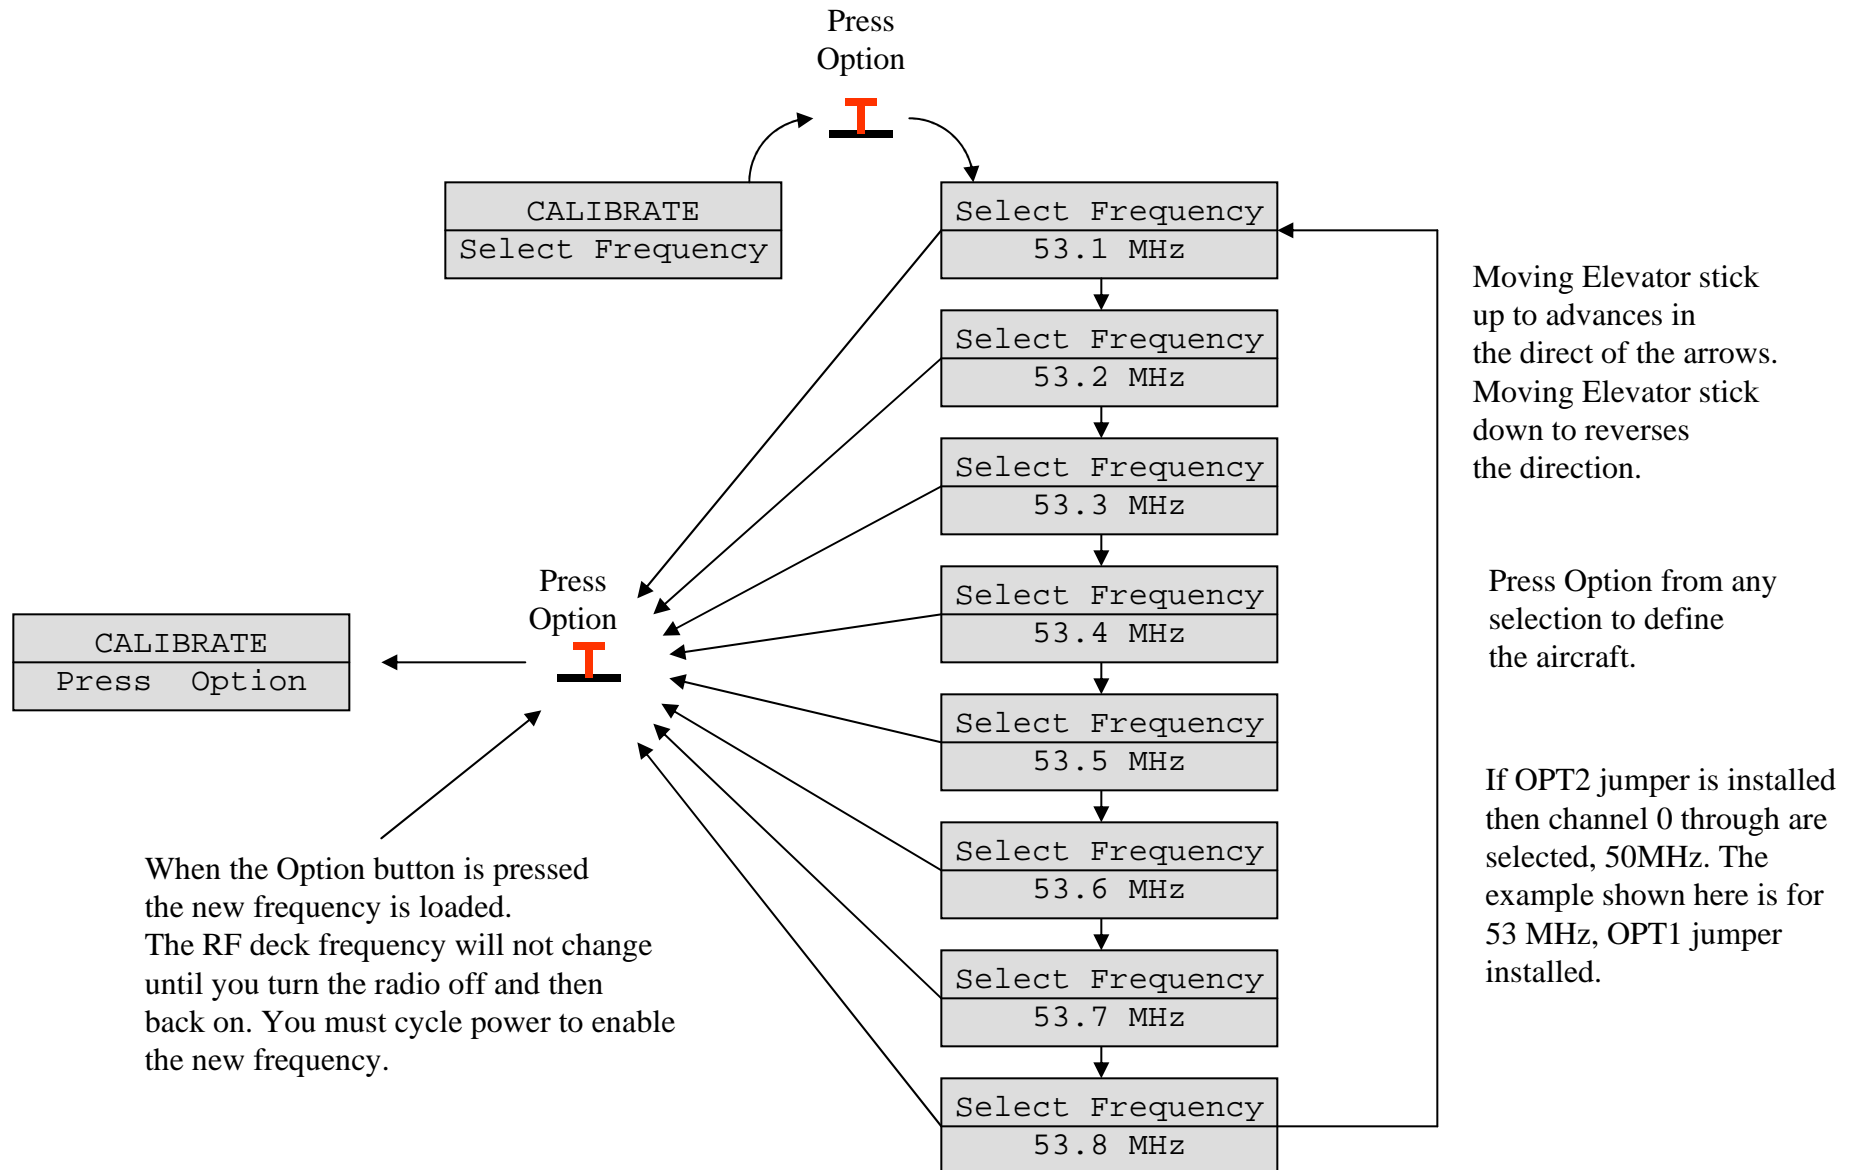 Press
Option
CALIBRATE
Select Frequency
Select Frequency
53.1 MHz
Select Frequency
53.2 MHz
Select Frequency
53.3 MHz
Select Frequency
53.4 MHz
Select Frequency
53.5 MHz
Select Frequency
53.6 MHz
Select Frequency
53.7 MHz
Select Frequency
53.8 MHz
Moving Elevator stick
up to advances in
the direct of the arrows.
Moving Elevator stick
down to reverses
the direction.
Press Option from any
selection to define
the aircraft.
If OPT2 jumper is installed
then channel 0 through are
selected, 50MHz. The
example shown here is for
53 MHz, OPT1 jumper
installed.
Press
Option
CALIBRATE
Press Option
When the Option button is pressed
the new frequency is loaded.
The RF deck frequency will not change
until you turn the radio off and then
back on. You must cycle power to enable
the new frequency.